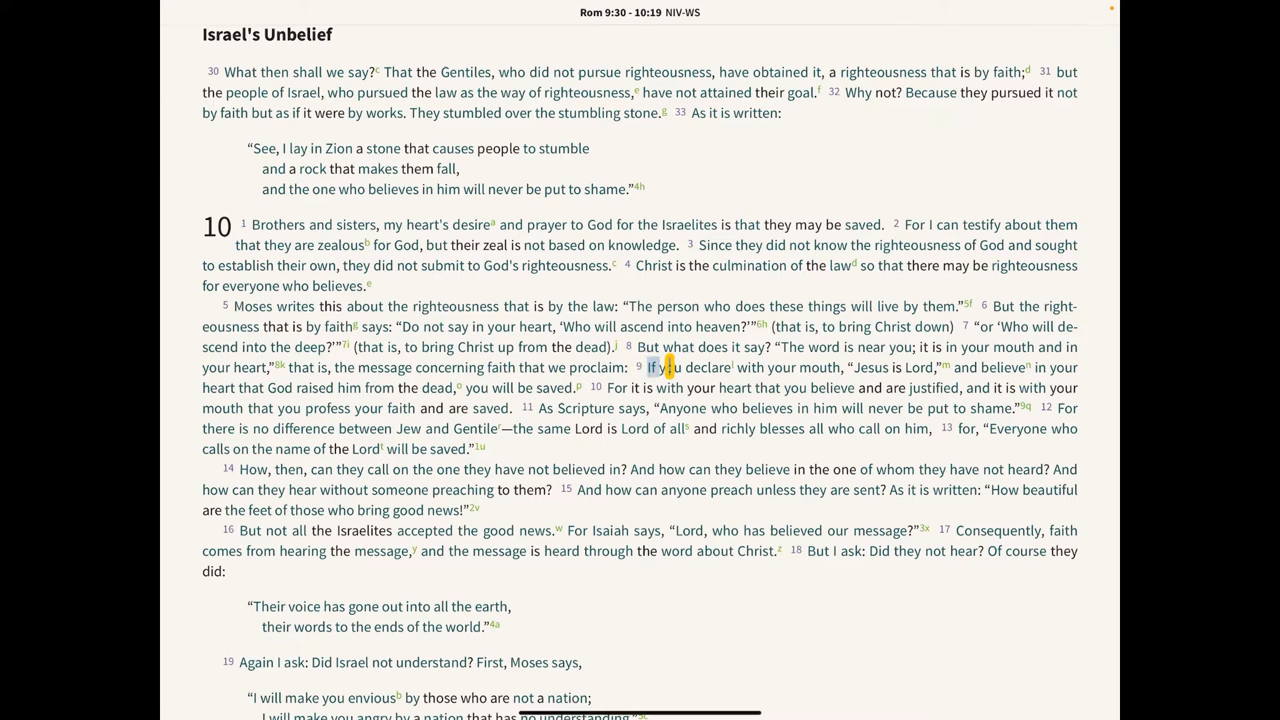 Rom 9:30 - 10:19 NIV-WS
Israel's Unbelief
30 What then shall we say?c That the Gentiles, who did not pursue righteousness, have obtained it, a righteousness that is by faith;d 31 but
the people of Israel, who pursued the law as the way of righteousness,e have not attained their goal.f 32 Why not? Because they pursued it not
by faith but as if it were by works. They stumbled over the stumbling stone.g 33 As it is written:
“See, I lay in Zion a stone that causes people to stumble
and a rock that makes them fall,
and the one who believes in him will never be put to shame.”4h
10 1 Brothers and sisters, my heart's desirea and prayer to God for the Israelites is that they may be saved. 2 For I can testify about them
that they are zealousb for God, but their zeal is not based on knowledge. 3 Since they did not know the righteousness of God and sought
to establish their own, they did not submit to God's righteousness.c 4 Christ is the culmination of the lawd so that there may be righteousness
for everyone who believes.e
5 Moses writes this about the righteousness that is by the law: “The person who does these things will live by them.”5f 6 But the right-
eousness that is by faithg says: “Do not say in your heart, ‘Who will ascend into heaven?’”6h (that is, to bring Christ down) 7 “or ‘Who will de-
scend into the deep?’”7i (that is, to bring Christ up from the dead).j 8 But what does it say? “The word is near you; it is in your mouth and in
your heart,”8k that is, the message concerning faith that we proclaim: 9 If you declarel with your mouth, “Jesus is Lord,”m and believen in your
heart that God raised him from the dead,o you will be saved.p 10 For it is with your heart that you believe and are justified, and it is with your
mouth that you profess your faith and are saved. 11 As Scripture says, “Anyone who believes in him will never be put to shame.”9q 12 For
there is no difference between Jew and Gentiler—the same Lord is Lord of alls and richly blesses all who call on him, 13 for, “Everyone who
calls on the name of the Lordt will be saved.”1u
14 How, then, can they call on the one they have not believed in? And how can they believe in the one of whom they have not heard? And
how can they hear without someone preaching to them? 15 And how can anyone preach unless they are sent? As it is written: “How beautiful
are the feet of those who bring good news!”2v
16 But not all the Israelites accepted the good news.w For Isaiah says, “Lord, who has believed our message?”3x 17 Consequently, faith
comes from hearing the message,y and the message is heard through the word about Christ.z 18 But I ask: Did they not hear? Of course they
did:
“Their voice has gone out into all the earth,
their words to the ends of the world.”4a
19 Again I ask: Did Israel not understand? First, Moses says,
“I will make you enviousb by those who are not a nation;
I will make you angry by a nation that has no understanding.”5c